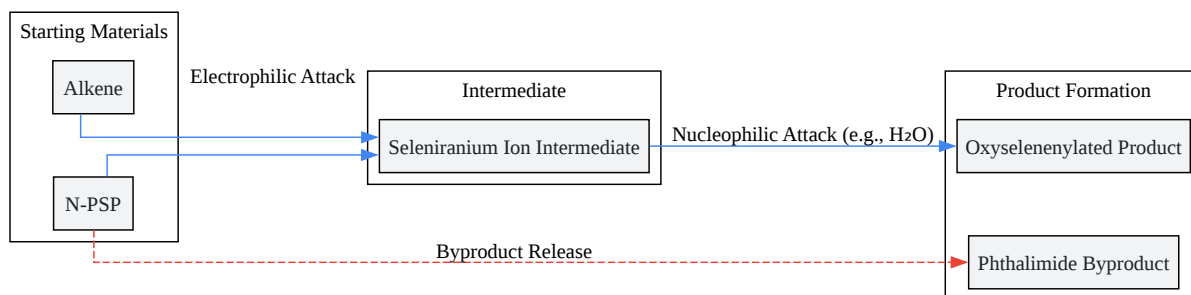 Starting Materials
Alkene
N-PSP
Electrophilic Attack
Intermediate
Seleniranium Ion Intermediate
Nucleophilic Attack (e.g., H₂O)
Product Formation
Oxyselenenylated Product
Byproduct Release
Phthalimide Byproduct